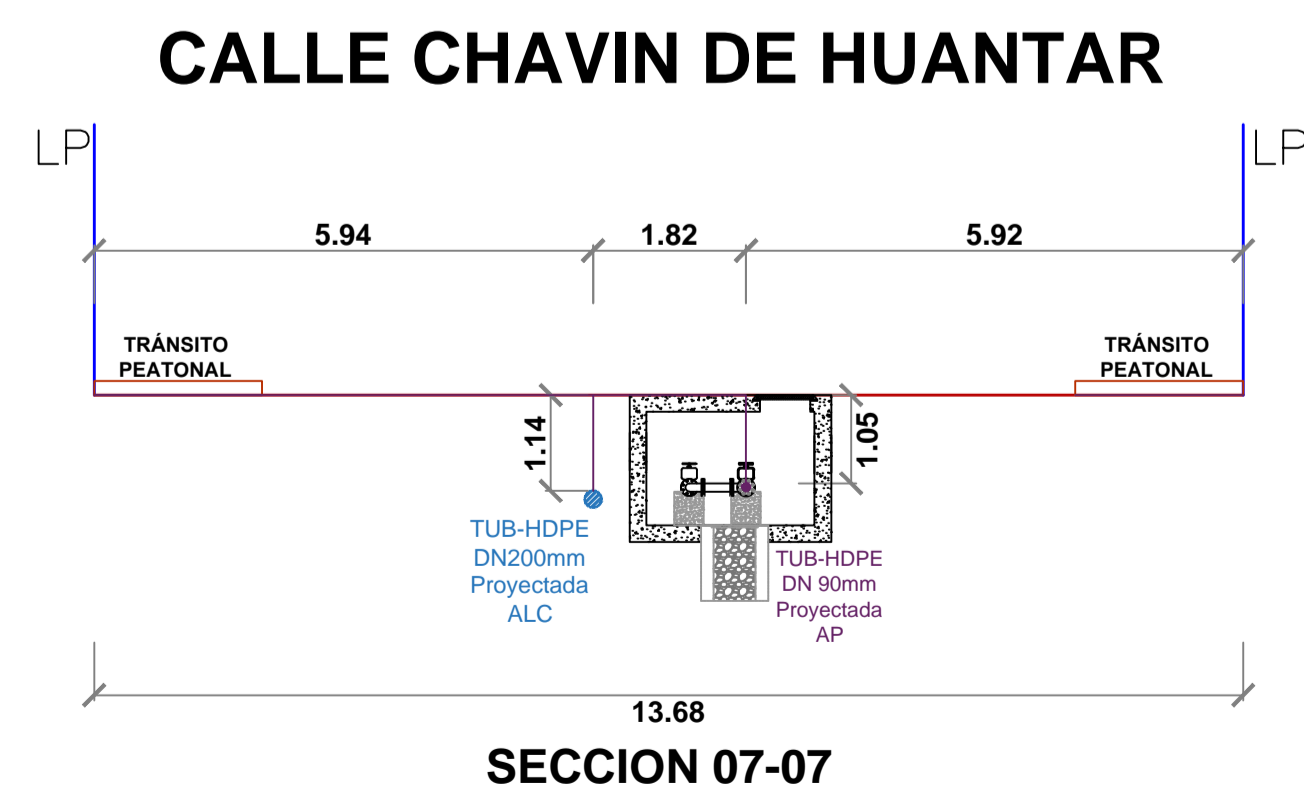 CALLE CHAVIN DE HUANTAR
LP
LP
5.94
1.82
5.92
TRÁNSITO
PEATONAL
TRÁNSITO
PEATONAL
1.14
1.05
TUB-HDPE
DN200mm
Proyectada
ALC
TUB-HDPE
DN 90mm
Proyectada
AP
13.68
SECCION 07-07